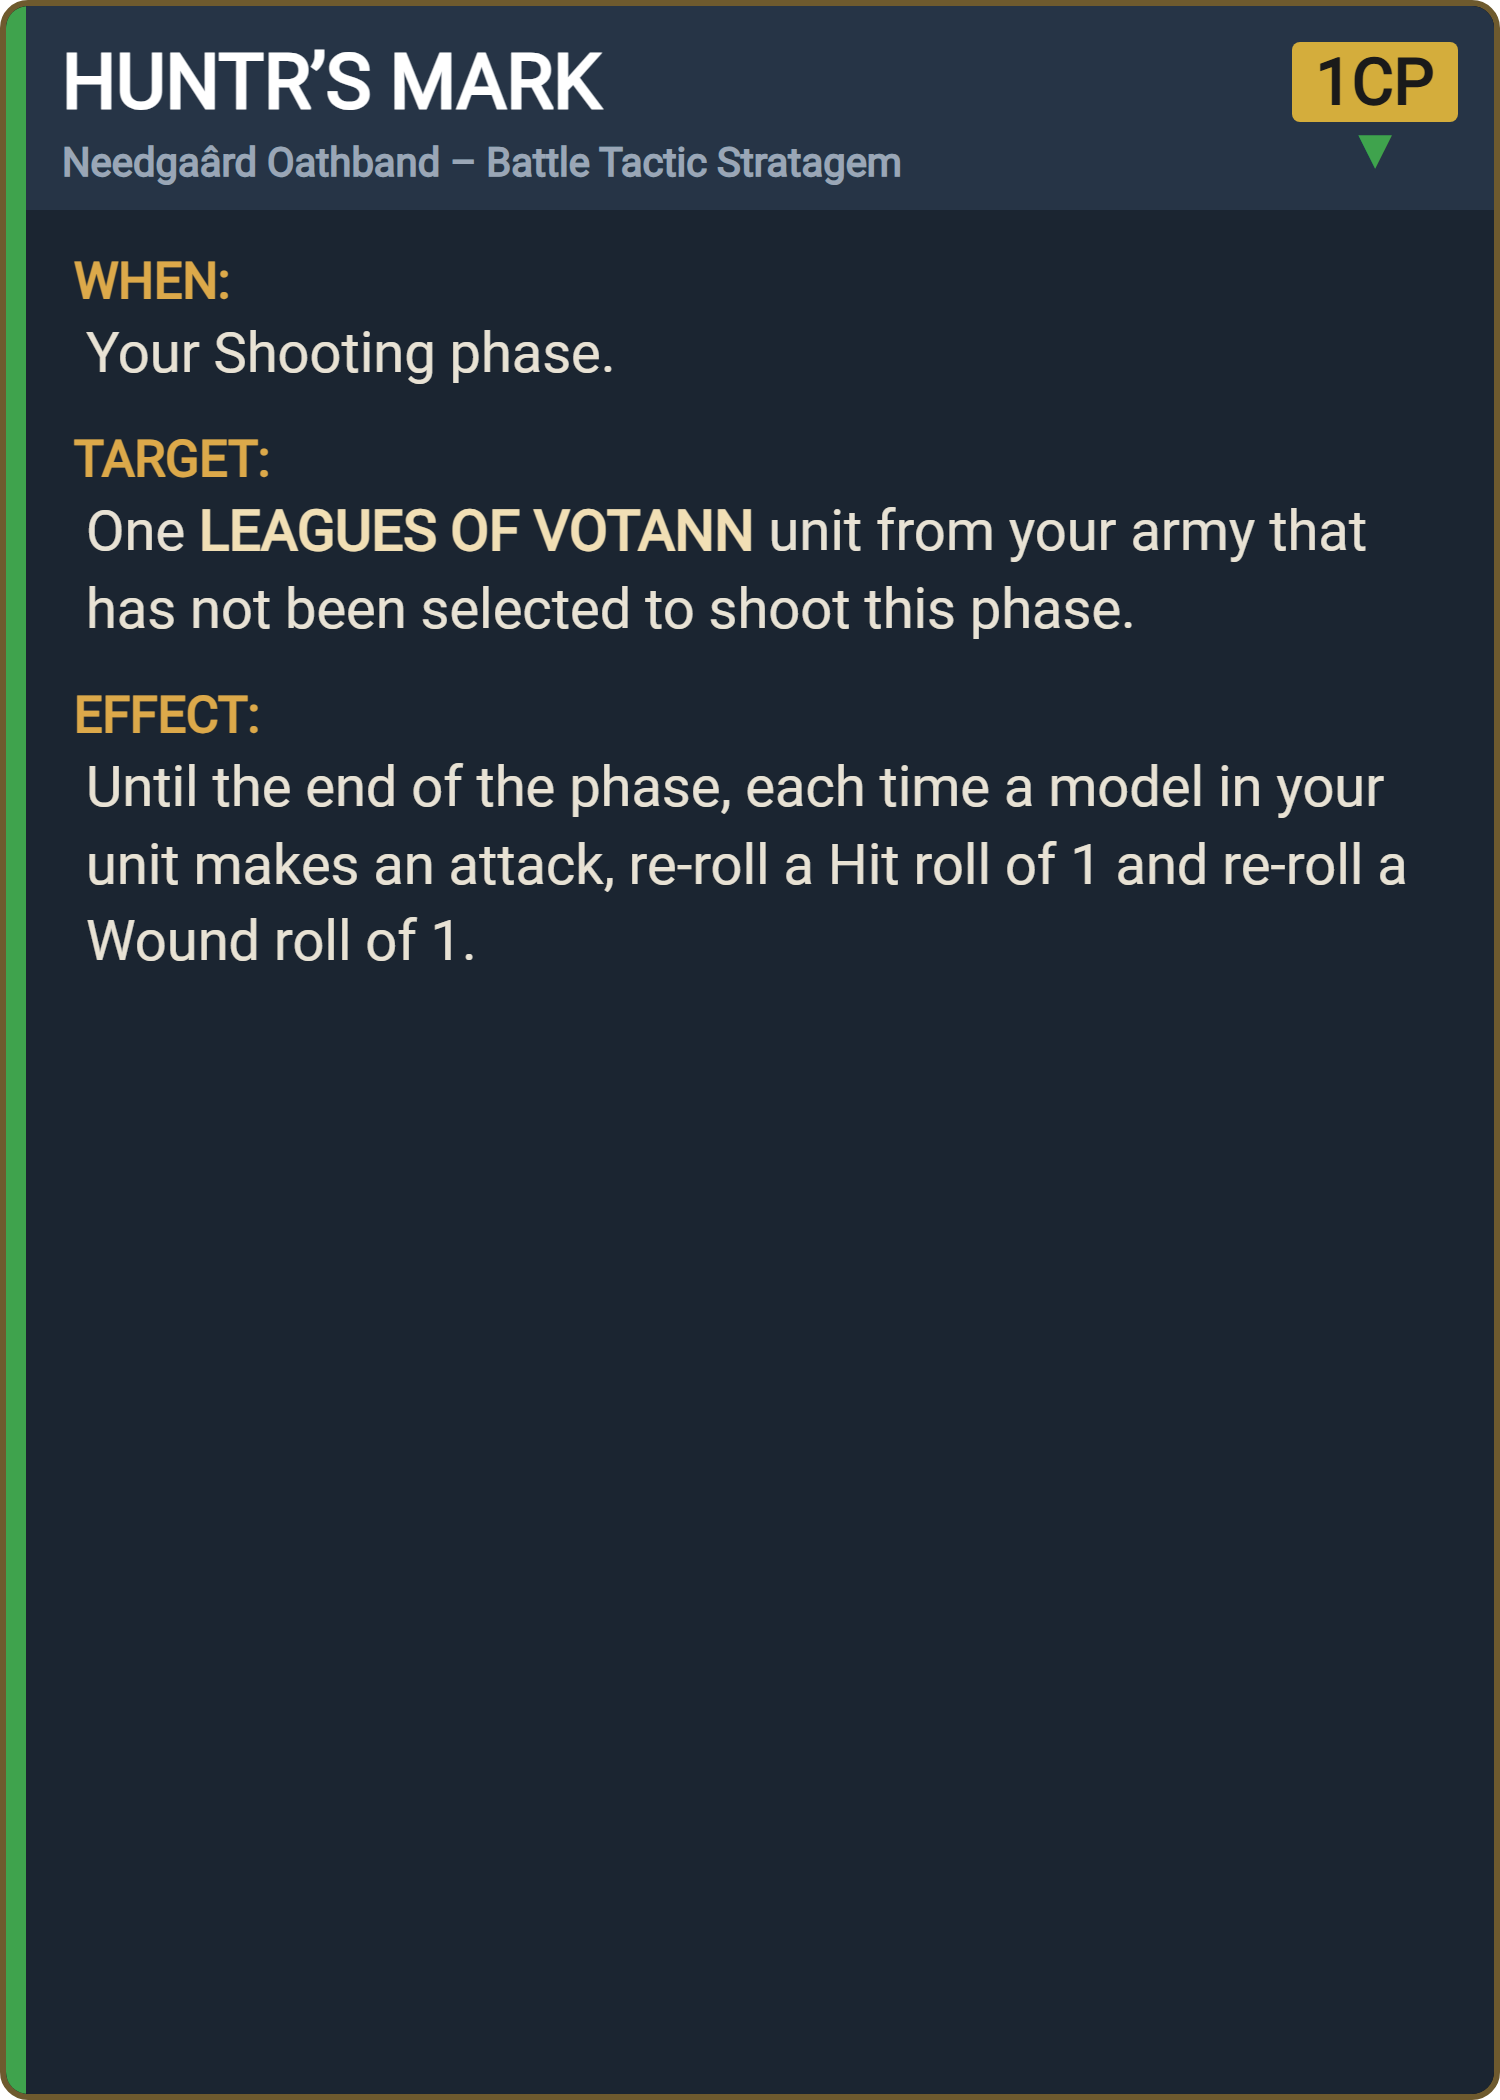 HUNTR’S MARK
1CP
Needgaârd Oathband – Battle Tactic Stratagem
WHEN:
Your Shooting phase.
TARGET:
One LEAGUES OF VOTANN unit from your army that
has not been selected to shoot this phase.
EFFECT:
Until the end of the phase, each time a model in your
unit makes an attack, re-roll a Hit roll of 1 and re-roll a
Wound roll of 1.